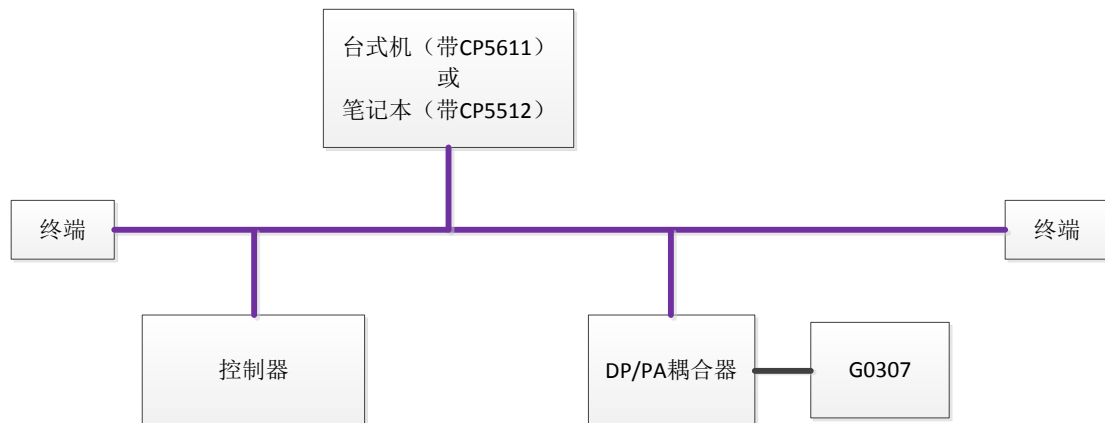 台式机（带CP5611）
或
笔记本（带CP5512）
终端
终端
控制器
DP/PA耦合器
G0307